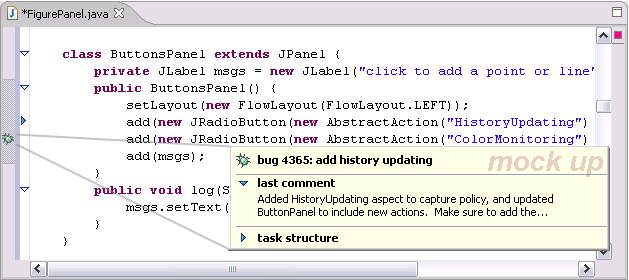 *FigurePanel.java
class ButtonsPanel extends JPanel {
private JLabel msgs = new JLabel("click to add a point or line"
public ButtonsPanel() {
setLayout(new FlowLayout(FlowLayout.LEFT));
add(new JRadioButton(new AbstractAction("HistoryUpdating")
add(new JRadioButton(new AbstractAction("ColorMonitoring")
add(msgs);
}
public void log(S
msgs.setText(
}
}
bug 4365: add history updating
mock up
last comment
Added HistoryUpdating aspect to capture policy, and updated
ButtonPanel to include new actions. Make sure to add the...
task structure